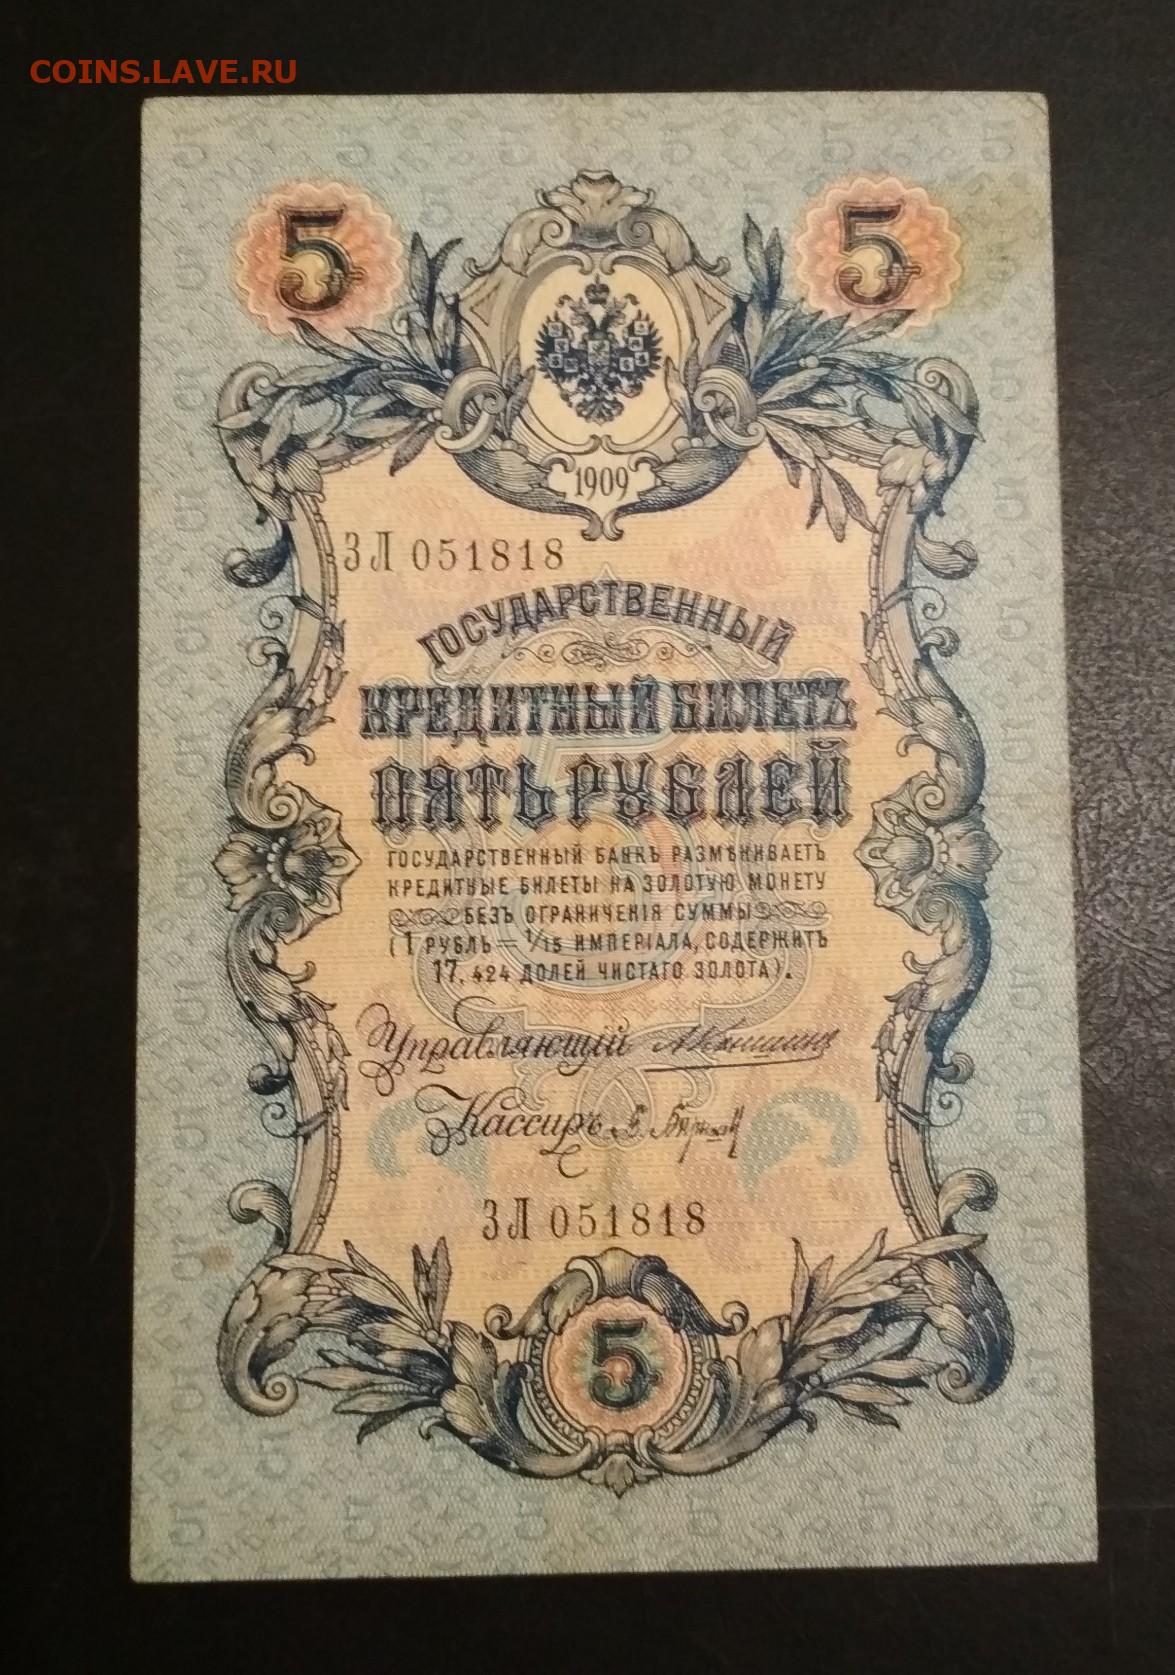 COINS.LAVE.RU
5 5
1909
ЗЛ 051818
ГОСУДАРСТВЕННЫЙ
КРЕДИТНЫЙ БИЛЕТЪ
ПЯТЬ РУБЛЕЙ
ГОСУДАРСТВЕННЫЙ БАНКЪ РАЗМѢНИВАЕТЪ
КРЕДИТНЫЕ БИЛЕТЫ НА ЗОЛОТУЮ МОНЕТУ
БЕЗЪ ОГРАНИЧЕНІЯ СУММЫ
(1 РУБЛЬ = 1/15 ИМПЕРІАЛА, СОДЕРЖИТЪ
17,424 ДОЛЕЙ ЧИСТАГО ЗОЛОТА).
Управляющій
Кассиръ
ЗЛ 051818
5